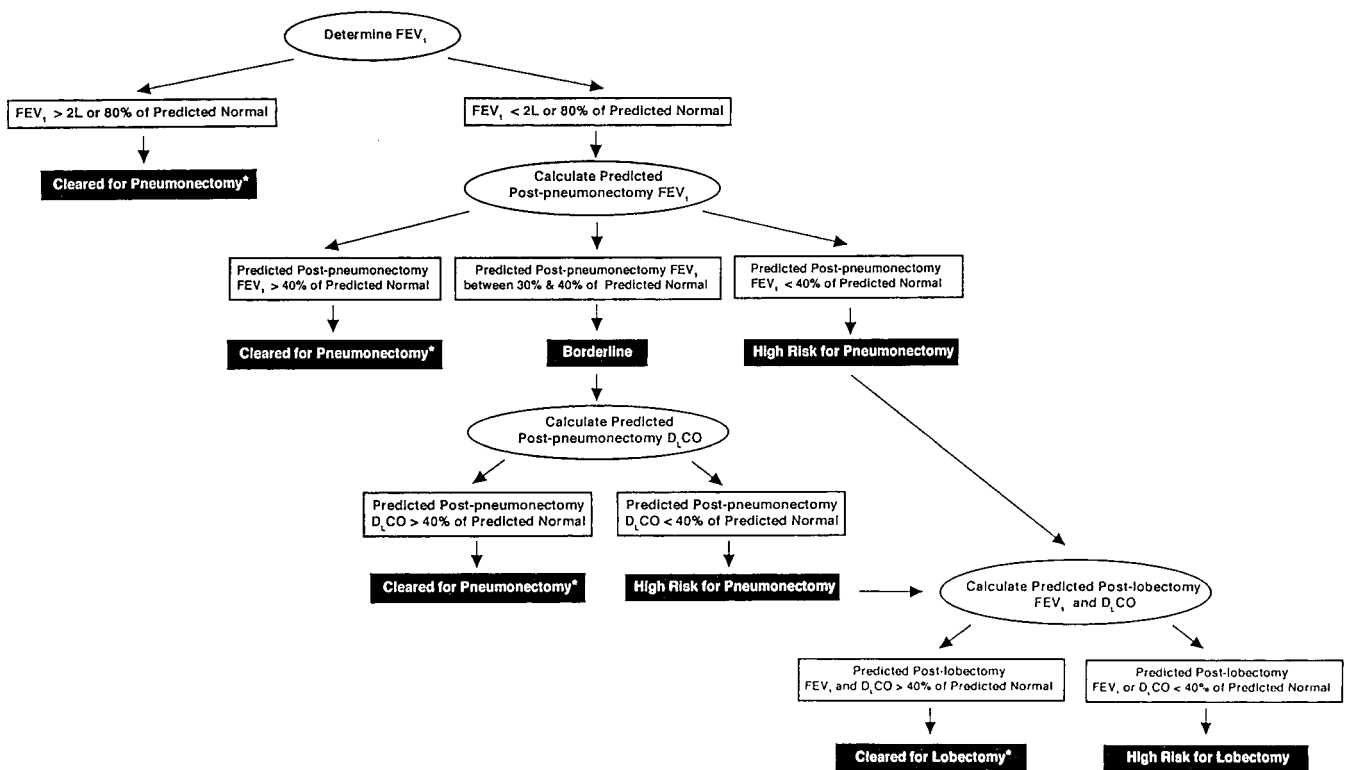 Determine FEV₁
FEV₁ > 2L or 80% of Predicted Normal
FEV₁ < 2L or 80% of Predicted Normal
Cleared for Pneumonectomy*
Calculate Predicted
Post-pneumonectomy FEV₁
Predicted Post-pneumonectomy
FEV₁ > 40% of Predicted Normal
Predicted Post-pneumonectomy FEV₁
between 30% & 40% of Predicted Normal
Predicted Post-pneumonectomy
FEV₁ < 40% of Predicted Normal
Cleared for Pneumonectomy*
Borderline
High Risk for Pneumonectomy
Calculate Predicted
Post-pneumonectomy DLCO
Predicted Post-pneumonectomy
DLCO > 40% of Predicted Normal
Predicted Post-pneumonectomy
DLCO < 40% of Predicted Normal
Cleared for Pneumonectomy*
High Risk for Pneumonectomy
Calculate Predicted Post-lobectomy
FEV₁ and DLCO
Predicted Post-lobectomy
FEV₁ and DLCO > 40% of Predicted Normal
Predicted Post-lobectomy
FEV₁ or DLCO < 40% of Predicted Normal
Cleared for Lobectomy*
High Risk for Lobectomy